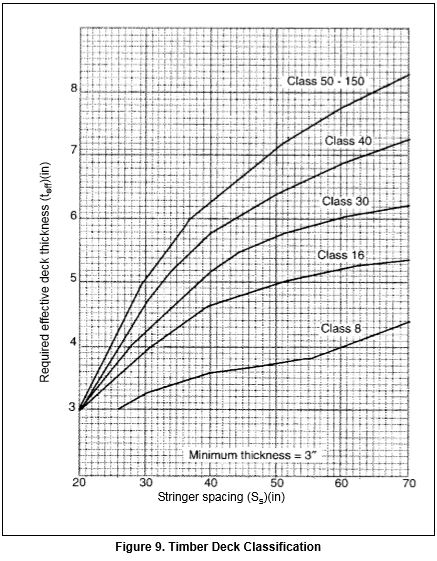 8
7
6
5
4
3
Required effective deck thickness (teff)(in)
Class 50 - 150
Class 40
Class 30
Class 16
Class 8
Minimum thickness = 3"
20 30 40 50 60 70
Stringer spacing (Ss)(in)
Figure 9. Timber Deck Classification